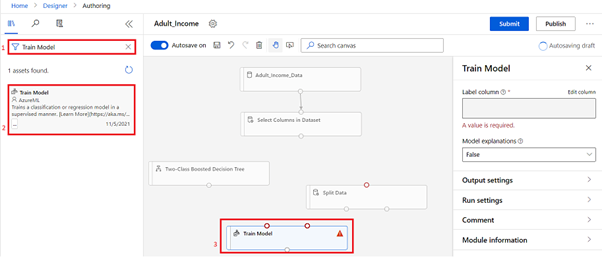 Home > Designer > Authoring
Adult_Income
Submit
Publish
1
Train Model
Autosave on
Search canvas
Autosaving draft
1 assets found.
2
Train Model
AzureML
Trains a classification or regression model in a
supervised manner. [Learn More](https://aka.ms/...
11/5/2021
Adult_Income_Data
Select Columns in Dataset
Two-Class Boosted Decision Tree
Split Data
3
Train Model
Train Model
Label column * Edit column
A value is required.
Model explanations
False
Output settings
Run settings
Comment
Module information